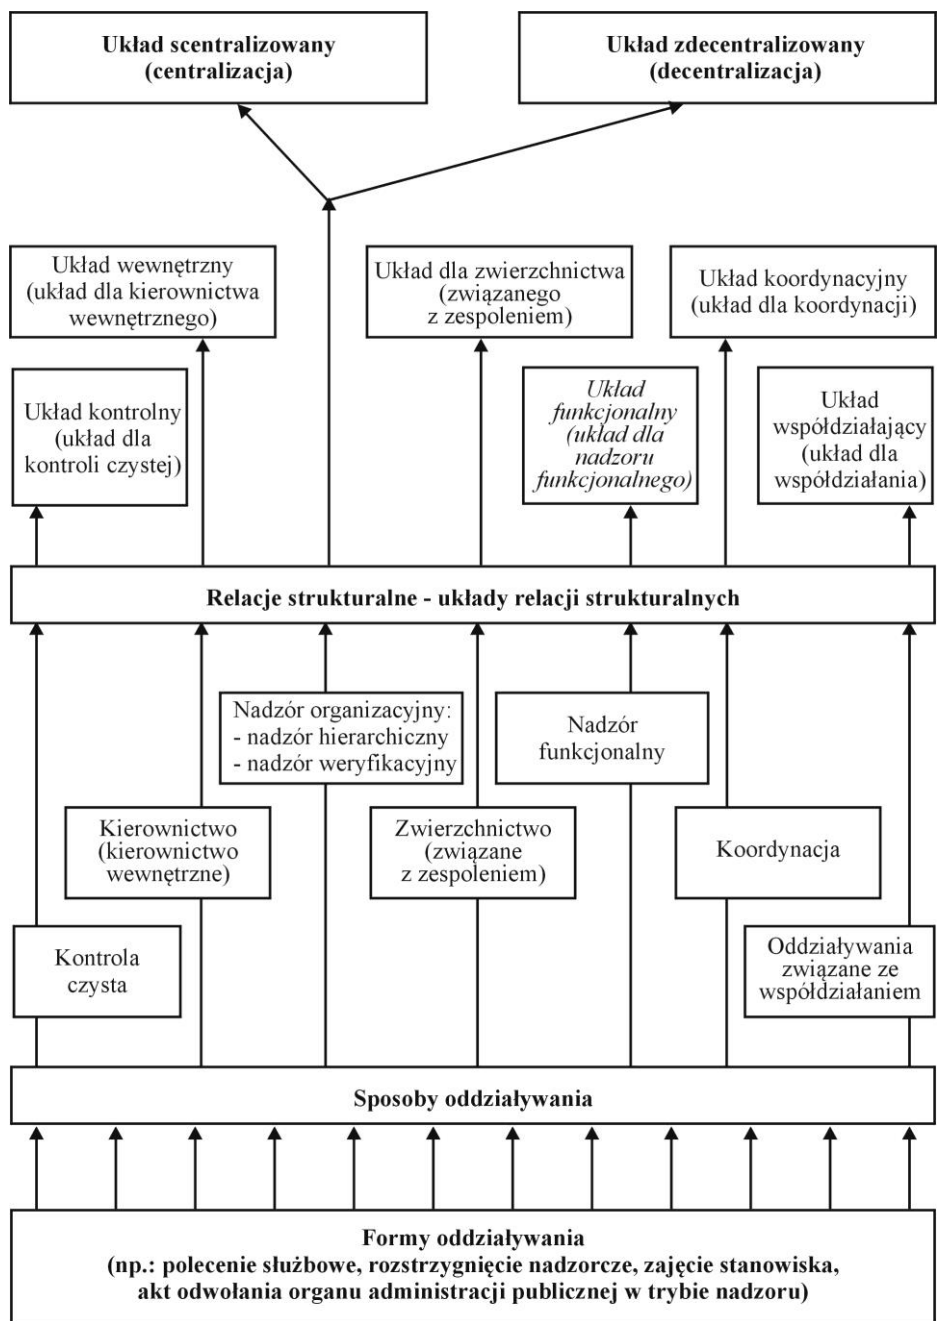 Układ scentralizowany
(centralizacja)
Układ zdecentralizowany
(decentralizacja)
Układ wewnętrzny
(układ dla kierownictwa
wewnętrznego)
Układ dla zwierzchnictwa
(związanego
z zespoleniem)
Układ koordynacyjny
(układ dla koordynacji)
Układ kontrolny
(układ dla
kontroli czystej)
Układ
funkcjonalny
(układ dla
nadzoru
funkcjonalnego)
Układ
współdziałający
(układ dla
współdziałania)
Relacje strukturalne - układy relacji strukturalnych
Nadzór organizacyjny:
- nadzór hierarchiczny
- nadzór weryfikacyjny
Nadzór
funkcjonalny
Kierownictwo
(kierownictwo
wewnętrzne)
Zwierzchnictwo
(związane
z zespoleniem)
Koordynacja
Kontrola
czysta
Oddziaływania
związane ze
współdziałaniem
Sposoby oddziaływania
Formy oddziaływania
(np.: polecenie służbowe, rozstrzygnięcie nadzorcze, zajęcie stanowiska,
akt odwołania organu administracji publicznej w trybie nadzoru)